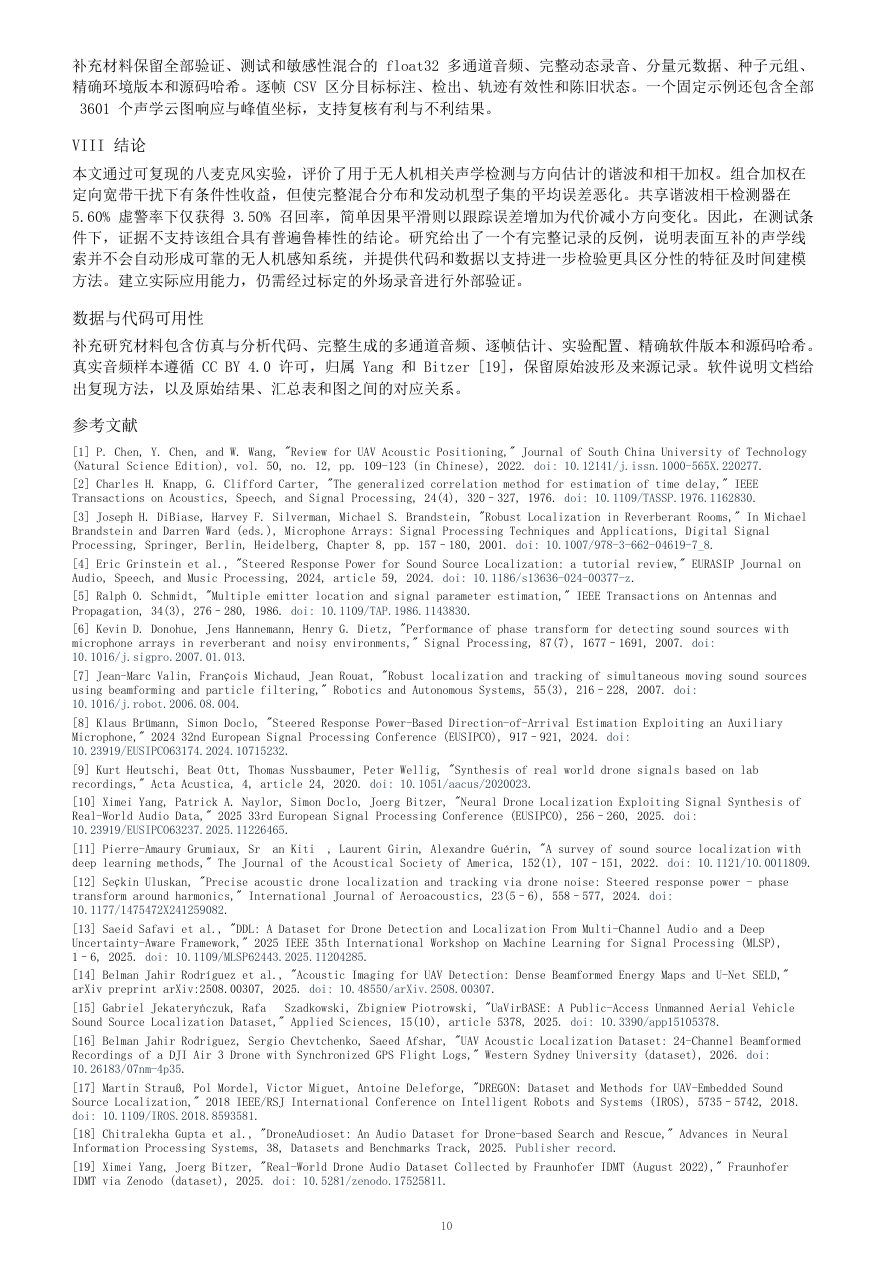 补充材料保留全部验证、测试和敏感性混合的 float32 多通道音频、完整动态录音、分量元数据、种子元组、
精确环境版本和源码哈希。逐帧 CSV 区分目标标注、检出、轨迹有效性和陈旧状态。一个固定示例还包含全部
3601 个声学云图响应与峰值坐标，支持复核有利与不利结果。
VIII 结论
本文通过可复现的八麦克风实验，评价了用于无人机相关声学检测与方向估计的谐波和相干加权。组合加权在
定向宽带干扰下有条件性收益，但使完整混合分布和发动机型子集的平均误差恶化。共享谐波相干检测器在
5.60% 虚警率下仅获得 3.50% 召回率，简单因果平滑则以跟踪误差增加为代价减小方向变化。因此，在测试条
件下，证据不支持该组合具有普遍鲁棒性的结论。研究给出了一个有完整记录的反例，说明表面互补的声学线
索并不会自动形成可靠的无人机感知系统，并提供代码和数据以支持进一步检验更具区分性的特征及时间建模
方法。建立实际应用能力，仍需经过标定的外场录音进行外部验证。
数据与代码可用性
补充研究材料包含仿真与分析代码、完整生成的多通道音频、逐帧估计、实验配置、精确软件版本和源码哈希。
真实音频样本遵循 CC BY 4.0 许可，归属 Yang 和 Bitzer [19]，保留原始波形及来源记录。软件说明文档给
出复现方法，以及原始结果、汇总表和图之间的对应关系。
参考文献
[1] P. Chen, Y. Chen, and W. Wang, "Review for UAV Acoustic Positioning," Journal of South China University of Technology
(Natural Science Edition), vol. 50, no. 12, pp. 109-123 (in Chinese), 2022. doi: 10.12141/j.issn.1000-565X.220277.
[2] Charles H. Knapp, G. Clifford Carter, "The generalized correlation method for estimation of time delay," IEEE
Transactions on Acoustics, Speech, and Signal Processing, 24(4), 320–327, 1976. doi: 10.1109/TASSP.1976.1162830.
[3] Joseph H. DiBiase, Harvey F. Silverman, Michael S. Brandstein, "Robust Localization in Reverberant Rooms," In Michael
Brandstein and Darren Ward (eds.), Microphone Arrays: Signal Processing Techniques and Applications, Digital Signal
Processing, Springer, Berlin, Heidelberg, Chapter 8, pp. 157–180, 2001. doi: 10.1007/978-3-662-04619-7_8.
[4] Eric Grinstein et al., "Steered Response Power for Sound Source Localization: a tutorial review," EURASIP Journal on
Audio, Speech, and Music Processing, 2024, article 59, 2024. doi: 10.1186/s13636-024-00377-z.
[5] Ralph O. Schmidt, "Multiple emitter location and signal parameter estimation," IEEE Transactions on Antennas and
Propagation, 34(3), 276–280, 1986. doi: 10.1109/TAP.1986.1143830.
[6] Kevin D. Donohue, Jens Hannemann, Henry G. Dietz, "Performance of phase transform for detecting sound sources with
microphone arrays in reverberant and noisy environments," Signal Processing, 87(7), 1677–1691, 2007. doi:
10.1016/j.sigpro.2007.01.013.
[7] Jean-Marc Valin, François Michaud, Jean Rouat, "Robust localization and tracking of simultaneous moving sound sources
using beamforming and particle filtering," Robotics and Autonomous Systems, 55(3), 216–228, 2007. doi:
10.1016/j.robot.2006.08.004.
[8] Klaus Brümann, Simon Doclo, "Steered Response Power-Based Direction-of-Arrival Estimation Exploiting an Auxiliary
Microphone," 2024 32nd European Signal Processing Conference (EUSIPCO), 917–921, 2024. doi:
10.23919/EUSIPCO63174.2024.10715232.
[9] Kurt Heutschi, Beat Ott, Thomas Nussbaumer, Peter Wellig, "Synthesis of real world drone signals based on lab
recordings," Acta Acustica, 4, article 24, 2020. doi: 10.1051/aacus/2020023.
[10] Ximei Yang, Patrick A. Naylor, Simon Doclo, Joerg Bitzer, "Neural Drone Localization Exploiting Signal Synthesis of
Real-World Audio Data," 2025 33rd European Signal Processing Conference (EUSIPCO), 256–260, 2025. doi:
10.23919/EUSIPCO63237.2025.11226465.
[11] Pierre-Amaury Grumiaux, Sr an Kiti , Laurent Girin, Alexandre Guérin, "A survey of sound source localization with
deep learning methods," The Journal of the Acoustical Society of America, 152(1), 107–151, 2022. doi: 10.1121/10.0011809.
[12] Seçkin Uluskan, "Precise acoustic drone localization and tracking via drone noise: Steered response power - phase
transform around harmonics," International Journal of Aeroacoustics, 23(5–6), 558–577, 2024. doi:
10.1177/1475472X241259082.
[13] Saeid Safavi et al., "DDL: A Dataset for Drone Detection and Localization From Multi-Channel Audio and a Deep
Uncertainty-Aware Framework," 2025 IEEE 35th International Workshop on Machine Learning for Signal Processing (MLSP),
1–6, 2025. doi: 10.1109/MLSP62443.2025.11204285.
[14] Belman Jahir Rodríguez et al., "Acoustic Imaging for UAV Detection: Dense Beamformed Energy Maps and U-Net SELD,"
arXiv preprint arXiv:2508.00307, 2025. doi: 10.48550/arXiv.2508.00307.
[15] Gabriel Jekateryńczuk, Rafa Szadkowski, Zbigniew Piotrowski, "UaVirBASE: A Public-Access Unmanned Aerial Vehicle
Sound Source Localization Dataset," Applied Sciences, 15(10), article 5378, 2025. doi: 10.3390/app15105378.
[16] Belman Jahir Rodriguez, Sergio Chevtchenko, Saeed Afshar, "UAV Acoustic Localization Dataset: 24-Channel Beamformed
Recordings of a DJI Air 3 Drone with Synchronized GPS Flight Logs," Western Sydney University (dataset), 2026. doi:
10.26183/07nm-4p35.
[17] Martin Strauß, Pol Mordel, Victor Miguet, Antoine Deleforge, "DREGON: Dataset and Methods for UAV-Embedded Sound
Source Localization," 2018 IEEE/RSJ International Conference on Intelligent Robots and Systems (IROS), 5735–5742, 2018.
doi: 10.1109/IROS.2018.8593581.
[18] Chitralekha Gupta et al., "DroneAudioset: An Audio Dataset for Drone-based Search and Rescue," Advances in Neural
Information Processing Systems, 38, Datasets and Benchmarks Track, 2025. Publisher record.
[19] Ximei Yang, Joerg Bitzer, "Real-World Drone Audio Dataset Collected by Fraunhofer IDMT (August 2022)," Fraunhofer
IDMT via Zenodo (dataset), 2025. doi: 10.5281/zenodo.17525811.
10